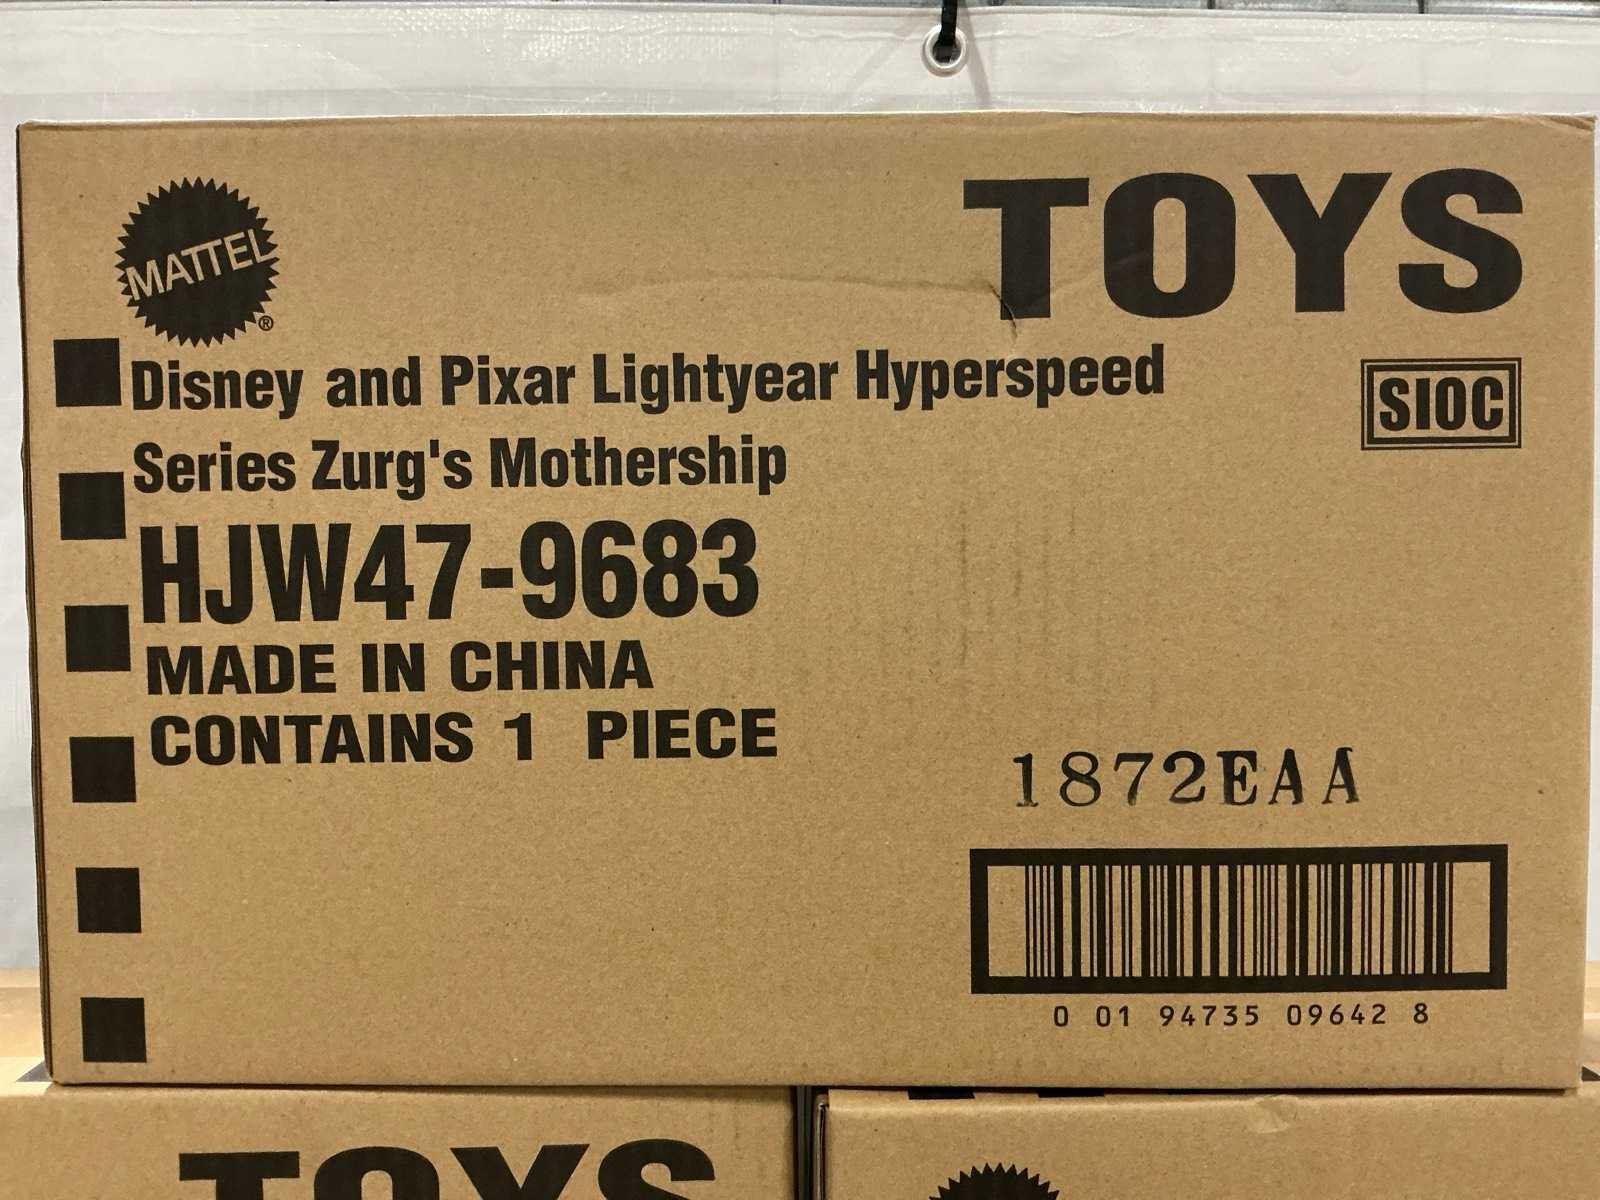 MATTEL
®
TOYS
Disney and Pixar Lightyear Hyperspeed
Series Zurg's Mothership
SIOC
HJW47-9683
MADE IN CHINA
CONTAINS 1 PIECE
1872EAA
0 01 94735 09642 8
TOYS